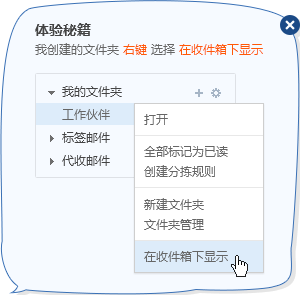 体验秘籍
我创建的文件夹 右键 选择 在收件箱下显示
我的文件夹
工作伙伴
标签邮件
代收邮件
打开
全部标记为已读
创建分拣规则
新建文件夹
文件夹管理
在收件箱下显示